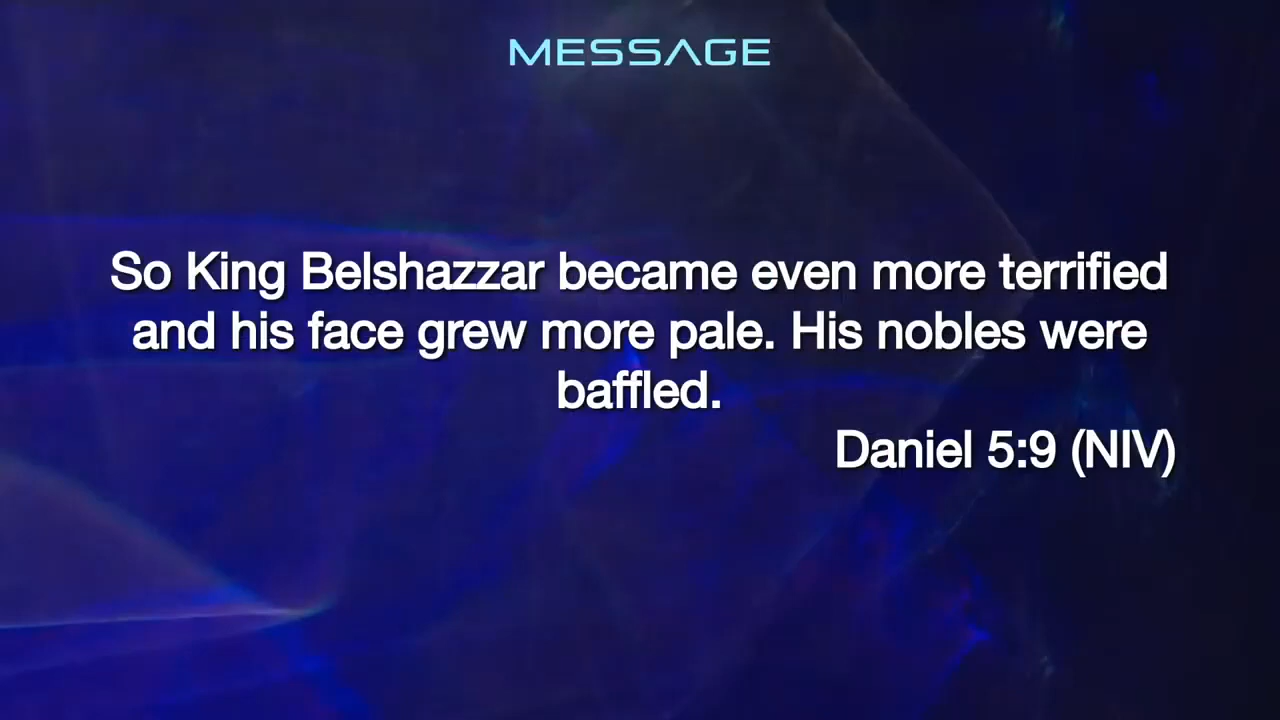 MESSAGE
So King Belshazzar became even more terrified
and his face grew more pale. His nobles were
baffled.
Daniel 5:9 (NIV)